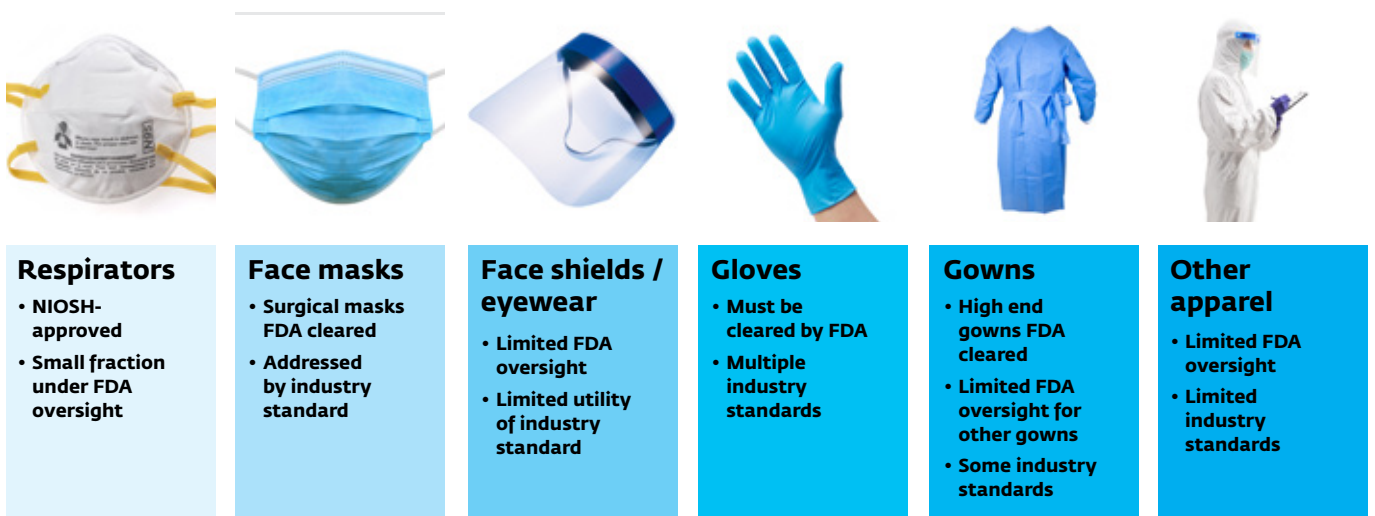 Respirators
• NIOSH-
approved
• Small fraction
under FDA
oversight
Face masks
• Surgical masks
FDA cleared
• Addressed
by industry
standard
Face shields /
eyewear
• Limited FDA
oversight
• Limited utility
of industry
standard
Gloves
• Must be
cleared by FDA
• Multiple
industry
standards
Gowns
• High end
gowns FDA
cleared
• Limited FDA
oversight for
other gowns
• Some industry
standards
Other
apparel
• Limited FDA
oversight
• Limited
industry
standards